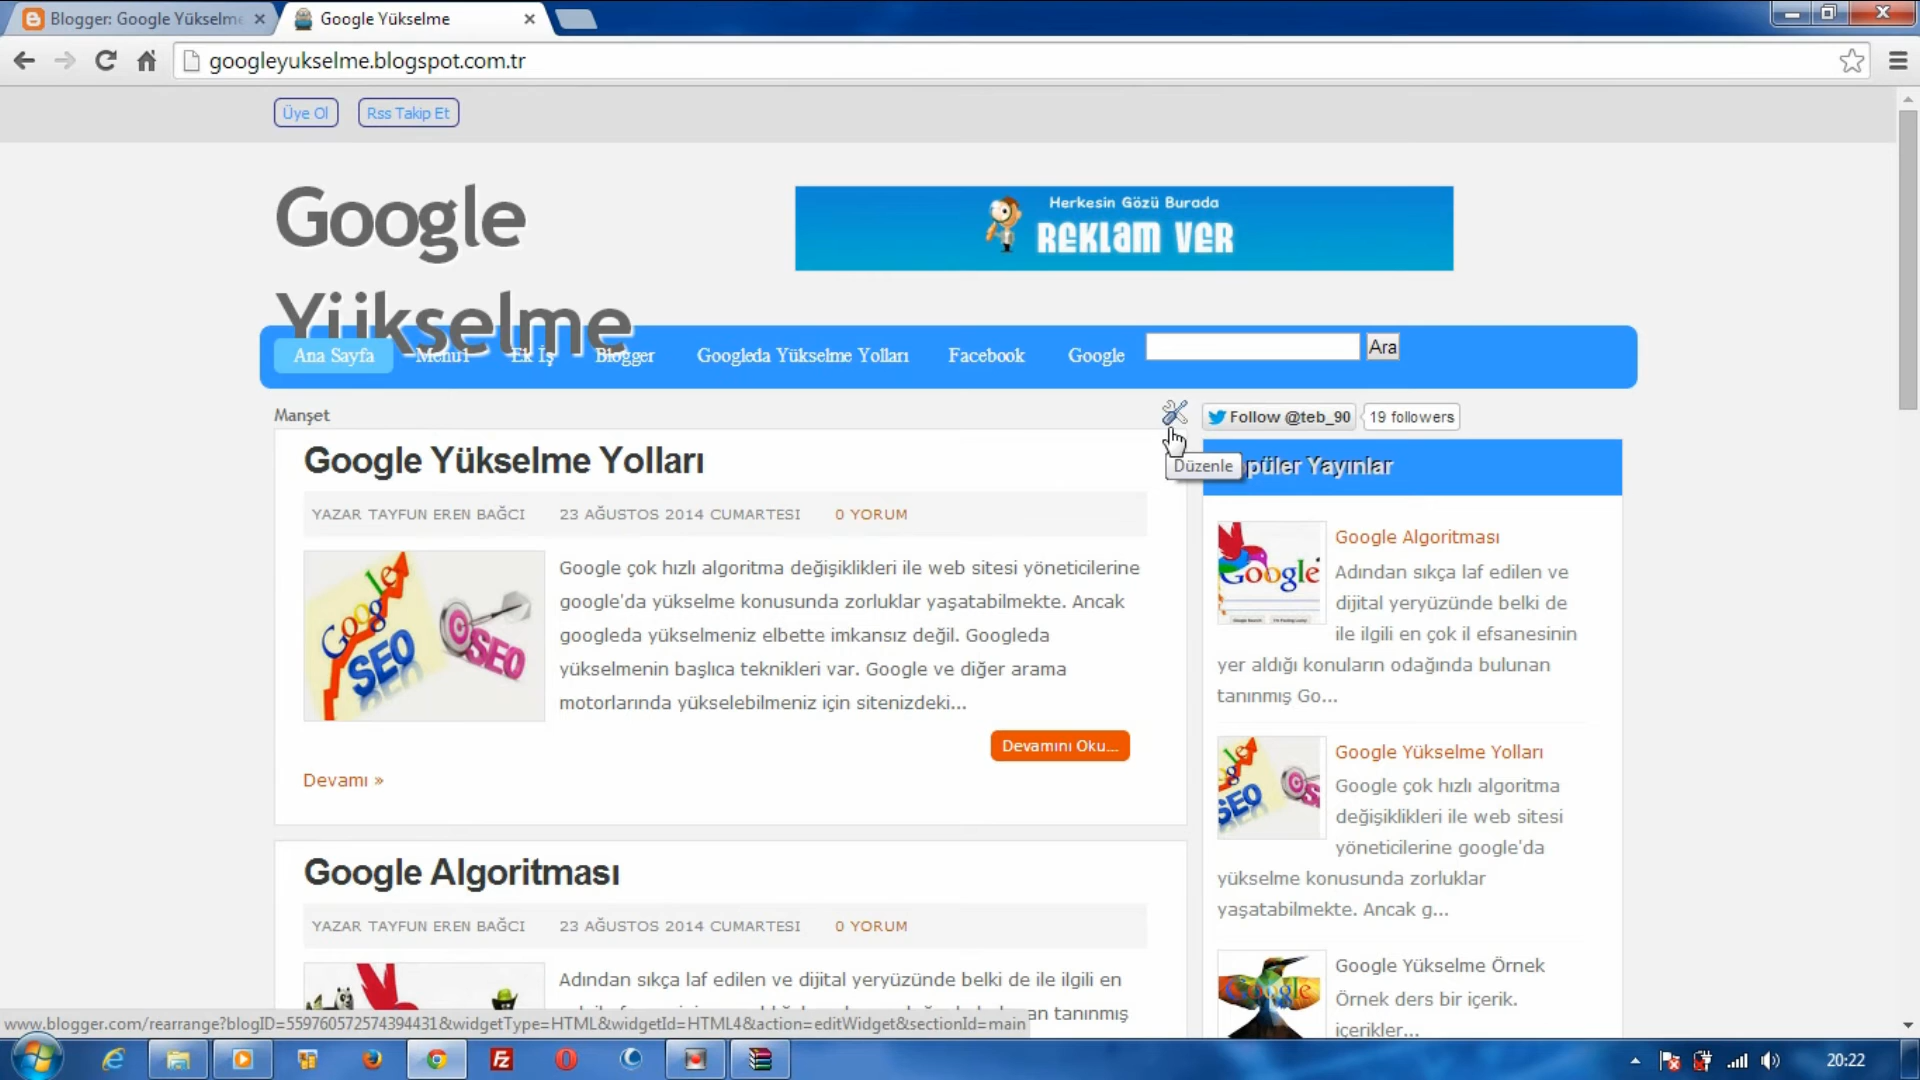 Blogger: Google Yükselme
Google Yükselme
googleyukselme.blogspot.com.tr
Üye Ol
Rss Takip Et
Google
Yükselme
Herkesin Gözü Burada
REKLAM VER
Ana Sayfa
Menu1
Ek İş
Blogger
Googleda Yükselme Yolları
Facebook
Google
Ara
Manşet
Follow @teb_90
19 followers
Düzenle
püler Yayınlar
Google Yükselme Yolları
YAZAR TAYFUN EREN BAĞCI
23 AĞUSTOS 2014 CUMARTESI
0 YORUM
Google
SEO
SEO
Google çok hızlı algoritma değişiklikleri ile web sitesi yöneticilerine
google'da yükselme konusunda zorluklar yaşatabilmekte. Ancak
googleda yükselmeniz elbette imkansız değil. Googleda
yükselmenin başlıca teknikleri var. Google ve diğer arama
motorlarında yükselebilmeniz için sitenizdeki...
Devamını Oku...
Devamı »
Google Algoritması
YAZAR TAYFUN EREN BAĞCI
23 AĞUSTOS 2014 CUMARTESI
0 YORUM
Adından sıkça laf edilen ve dijital yeryüzünde belki de ile ilgili en
an tanınmış
Google
Google Algoritması
Adından sıkça laf edilen ve
dijital yeryüzünde belki de
ile ilgili en çok il efsanesinin
yer aldığı konuların odağında bulunan
tanınmış Go...
SEO
Google Yükselme Yolları
Google çok hızlı algoritma
değişiklikleri ile web sitesi
yöneticilerine google'da
yükselme konusunda zorluklar
yaşatabilmekte. Ancak g...
Google
Google Yükselme Örnek
Örnek ders bir içerik.
içerikler...
www.blogger.com/rearrange?blogID=559760572574394431&widgetType=HTML&widgetId=HTML4&action=editWidget&sectionId=main
20:22